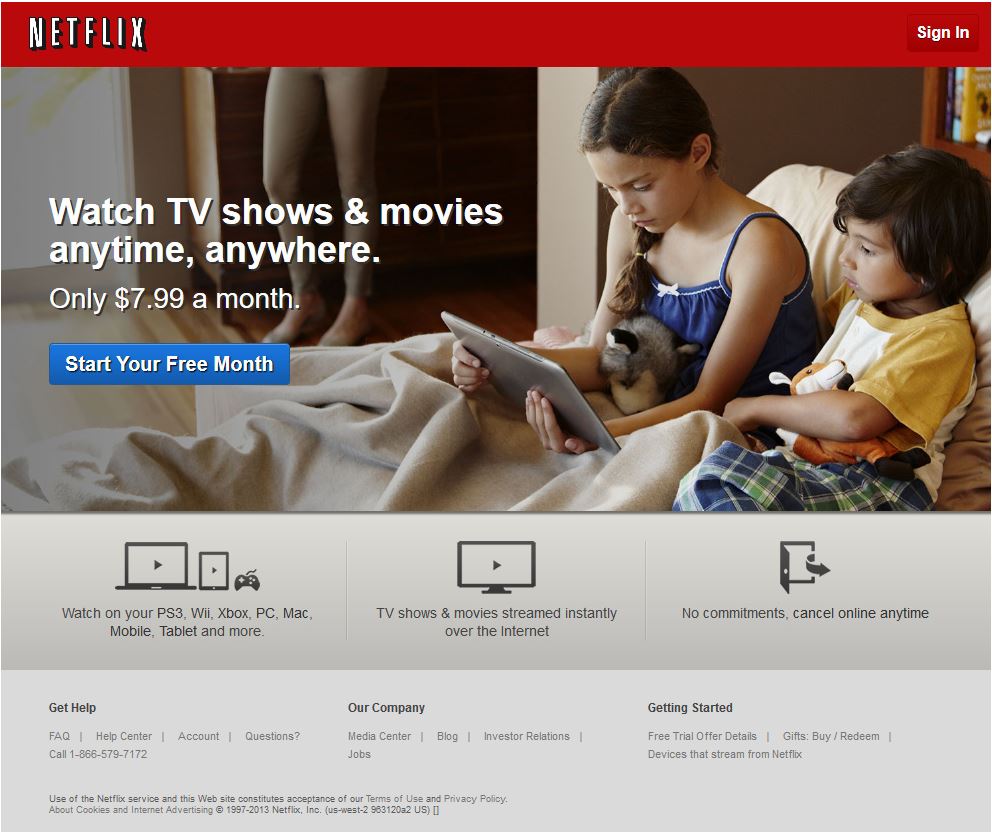 NETFLIX
Sign In
Watch TV shows & movies
anytime, anywhere.
Only $7.99 a month.
Start Your Free Month
Watch on your PS3, Wii, Xbox, PC, Mac,
Mobile, Tablet and more.
TV shows & movies streamed instantly
over the Internet
No commitments, cancel online anytime
Get Help
FAQ | Help Center | Account | Questions?
Call 1-866-579-7172
Our Company
Media Center | Blog | Investor Relations |
Jobs
Getting Started
Free Trial Offer Details | Gifts: Buy / Redeem |
Devices that stream from Netflix
Use of the Netflix service and this Web site constitutes acceptance of our Terms of Use and Privacy Policy.
About Cookies and Internet Advertising © 1997-2013 Netflix, Inc. (us-west-2 963120a2 US) []